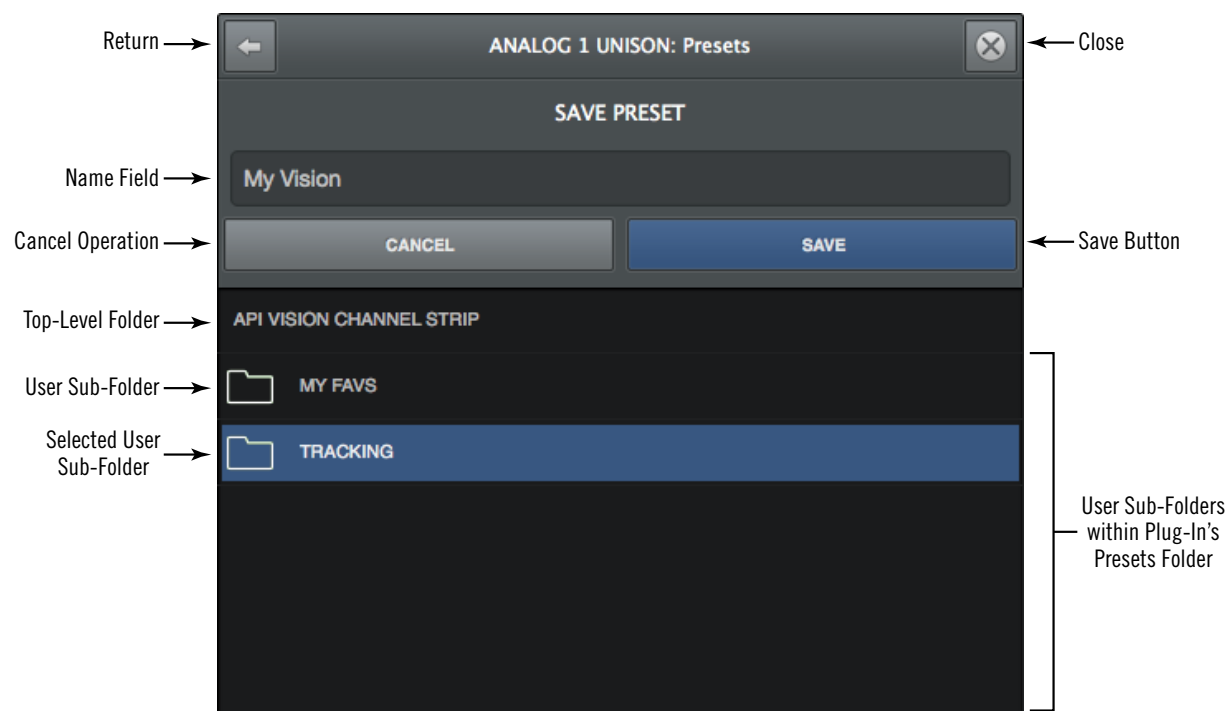 Return
ANALOG 1 UNISON: Presets
Close
SAVE PRESET
Name Field
My Vision
Cancel Operation
CANCEL
SAVE
Save Button
Top-Level Folder
API VISION CHANNEL STRIP
User Sub-Folder
MY FAVS
Selected User
Sub-Folder
TRACKING
User Sub-Folders
within Plug-In's
Presets Folder